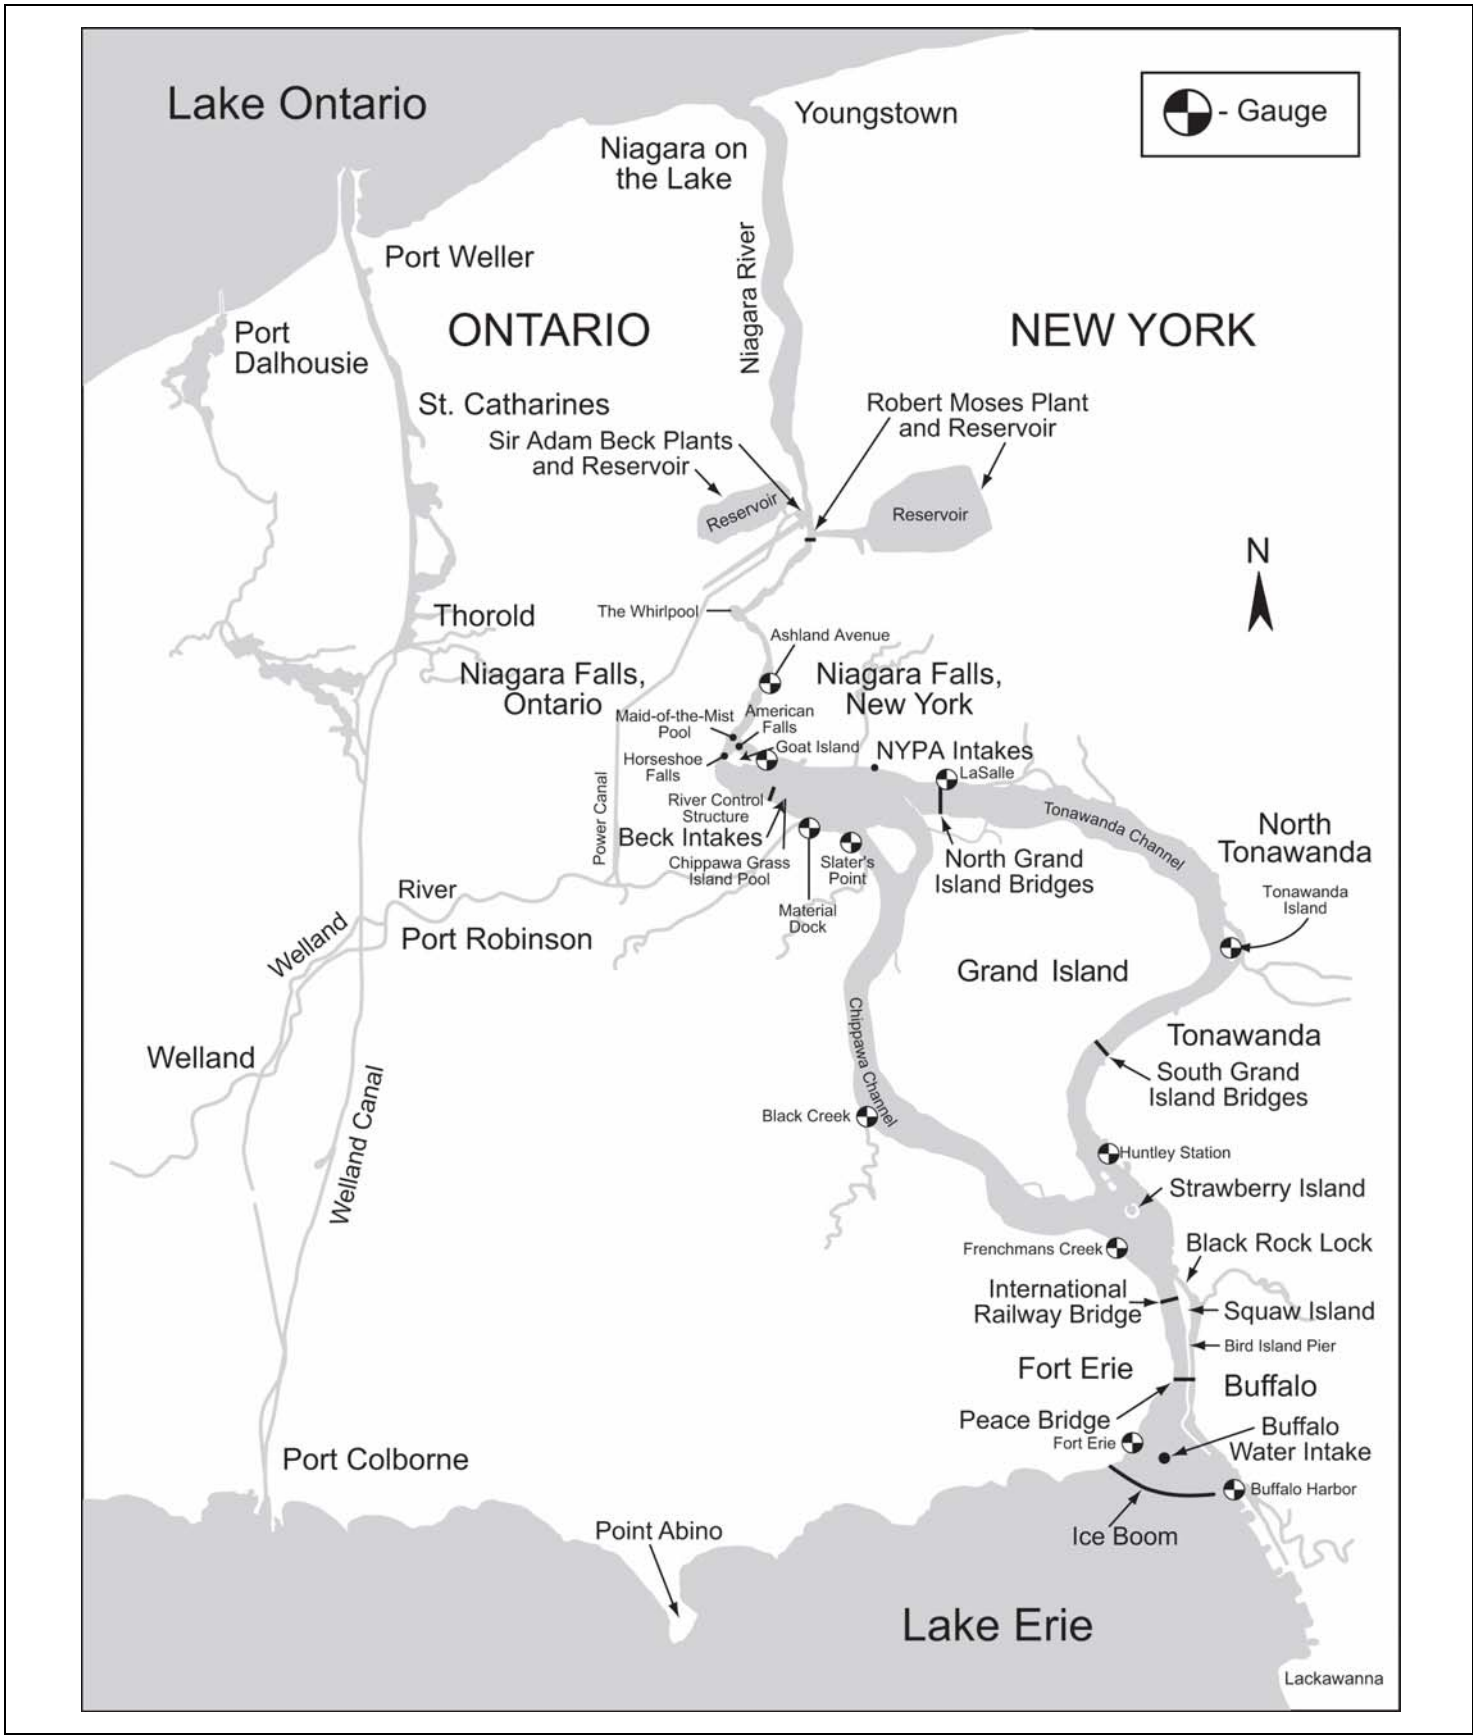 Lake Ontario
Youngstown
- Gauge
Niagara on
the Lake
Niagara River
Port Weller
Port
Dalhousie
ONTARIO
NEW YORK
St. Catharines
Sir Adam Beck Plants
and Reservoir
Robert Moses Plant
and Reservoir
Reservoir
Reservoir
N
The Whirlpool
Thorold
Ashland Avenue
Niagara Falls,
Ontario
Niagara Falls,
New York
Maid-of-the-Mist
Pool
American
Falls
Goat Island
Horseshoe
Falls
NYPA Intakes
LaSalle
River Control
Structure
Beck Intakes
Power Canal
Chippawa Grass
Island Pool
Slater's
Point
Material
Dock
North Grand
Island Bridges
Tonawanda Channel
North
Tonawanda
Tonawanda
Island
River
Welland
Port Robinson
Grand Island
Chippawa Channel
Tonawanda
South Grand
Island Bridges
Welland
Welland Canal
Black Creek
Huntley Station
Strawberry Island
Frenchmans Creek
Black Rock Lock
International
Railway Bridge
Squaw Island
Bird Island Pier
Fort Erie
Buffalo
Peace Bridge
Fort Erie
Buffalo
Water Intake
Port Colborne
Buffalo Harbor
Ice Boom
Point Abino
Lake Erie
Lackawanna